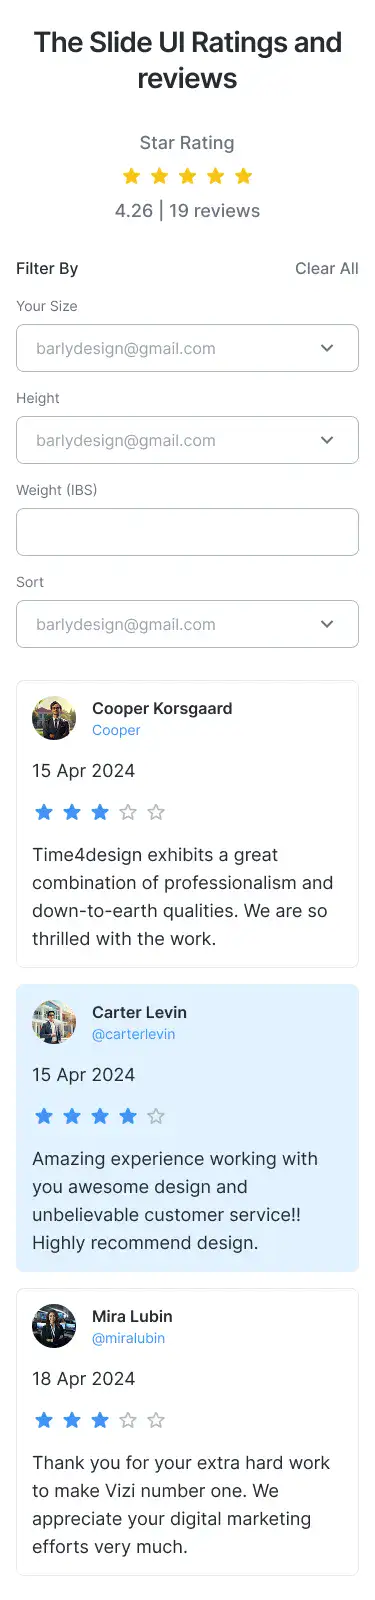 The Slide UI Ratings and
reviews
Star Rating
4.26 | 19 reviews
Filter By
Clear All
Your Size
barlydesign@gmail.com
Height
barlydesign@gmail.com
Weight (IBS)
Sort
barlydesign@gmail.com
Cooper Korsgaard
Cooper
15 Apr 2024
Time4design exhibits a great
combination of professionalism and
down-to-earth qualities. We are so
thrilled with the work.
Carter Levin
@carterlevin
15 Apr 2024
Amazing experience working with
you awesome design and
unbelievable customer service!!
Highly recommend design.
Mira Lubin
@miralubin
18 Apr 2024
Thank you for your extra hard work
to make Vizi number one. We
appreciate your digital marketing
efforts very much.